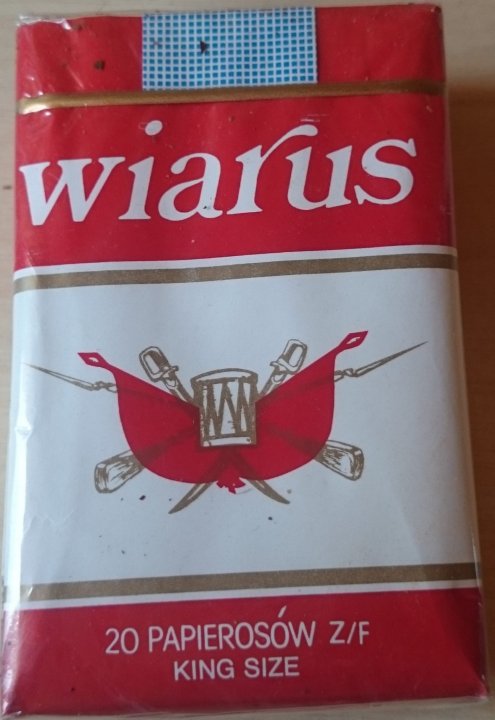 wiarus
20 PAPIEROSÓW Z/F
KING SIZE